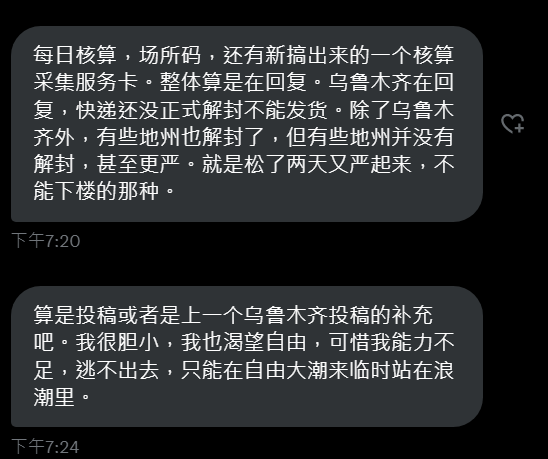 每日核算，场所码，还有新搞出来的一个核算
采集服务卡。整体算是在回复。乌鲁木齐在回
复，快递还没正式解封不能发货。除了乌鲁木
齐外，有些地州也解封了，但有些地州并没有
解封，甚至更严。就是松了两天又严起来，不
能下楼的那种。
下午7:20
算是投稿或者是上一个乌鲁木齐投稿的补充
吧。我很胆小，我也渴望自由，可惜我能力不
足，逃不出去，只能在自由大潮来临时站在浪
潮里。
下午7:24